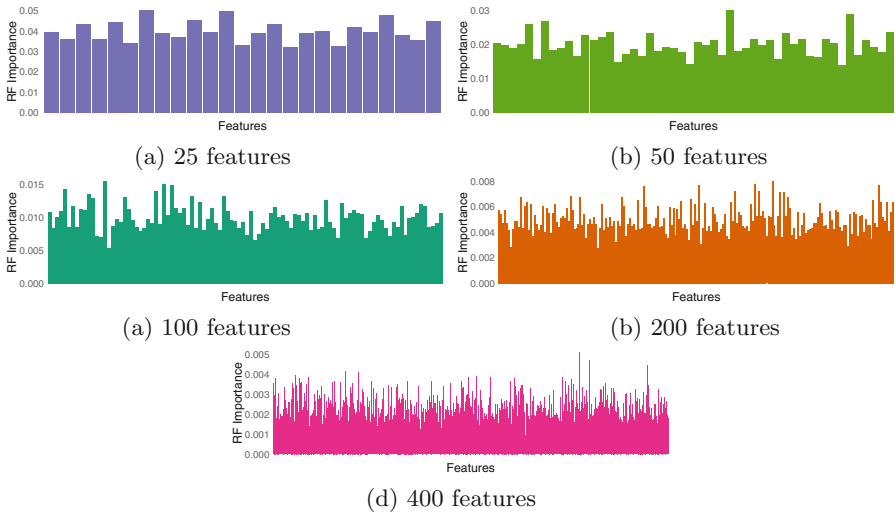 RF Importance
0.05
0.04
0.03
0.02
0.01
0.00
Features
(a) 25 features
RF Importance
0.03
0.02
0.01
0.00
Features
(b) 50 features
RF Importance
0.015
0.010
0.005
0.000
Features
(a) 100 features
RF Importance
0.008
0.006
0.004
0.002
0.000
Features
(b) 200 features
RF Importance
0.005
0.004
0.003
0.002
0.001
0.000
Features
(d) 400 features